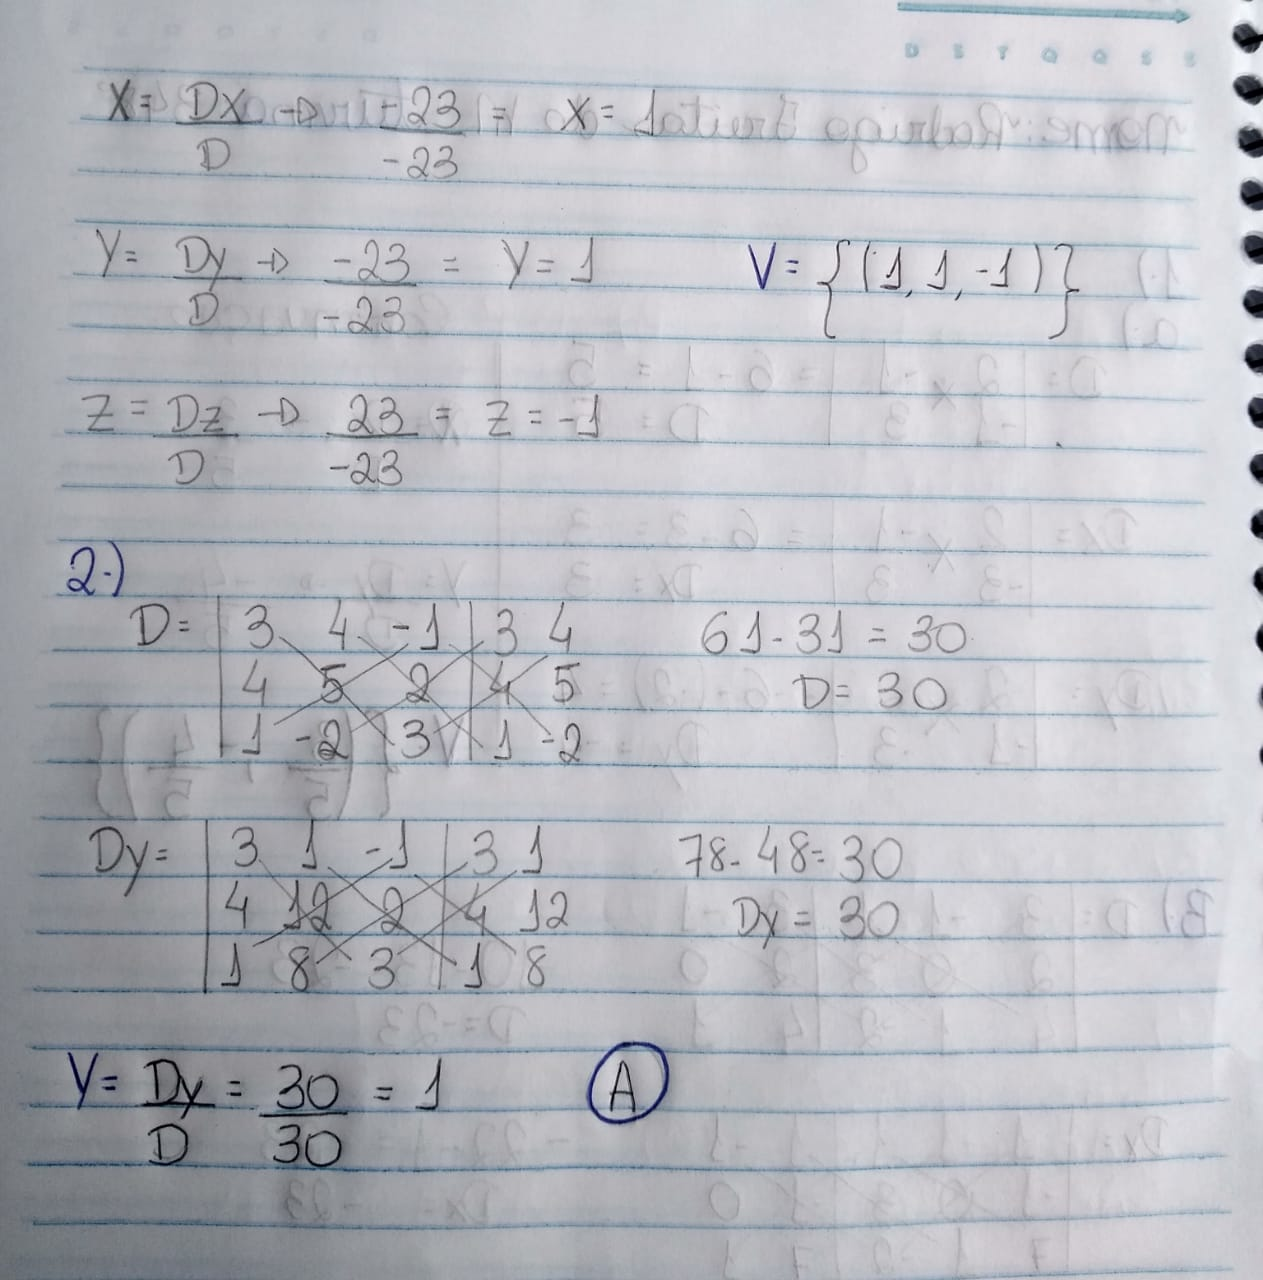 D S T Q Q S S
X = Dx/D → -23/-23 = X = 1
Y = Dy/D → -23/-23 = Y = 1 V = {(1, 1, -1)}
Z = Dz/D → 23/-23 = Z = -1
2.)
D = | 3 4 -1 | 3 4 61 - 31 = 30
4 5 2 | 4 5 D = 30
1 -2 3 | 1 -2
Dy = | 3 1 -1 | 3 1 78 - 48 = 30
4 12 2 | 4 12 Dy = 30
1 8 3 | 1 8
Y = Dy/D = 30/30 = 1 A